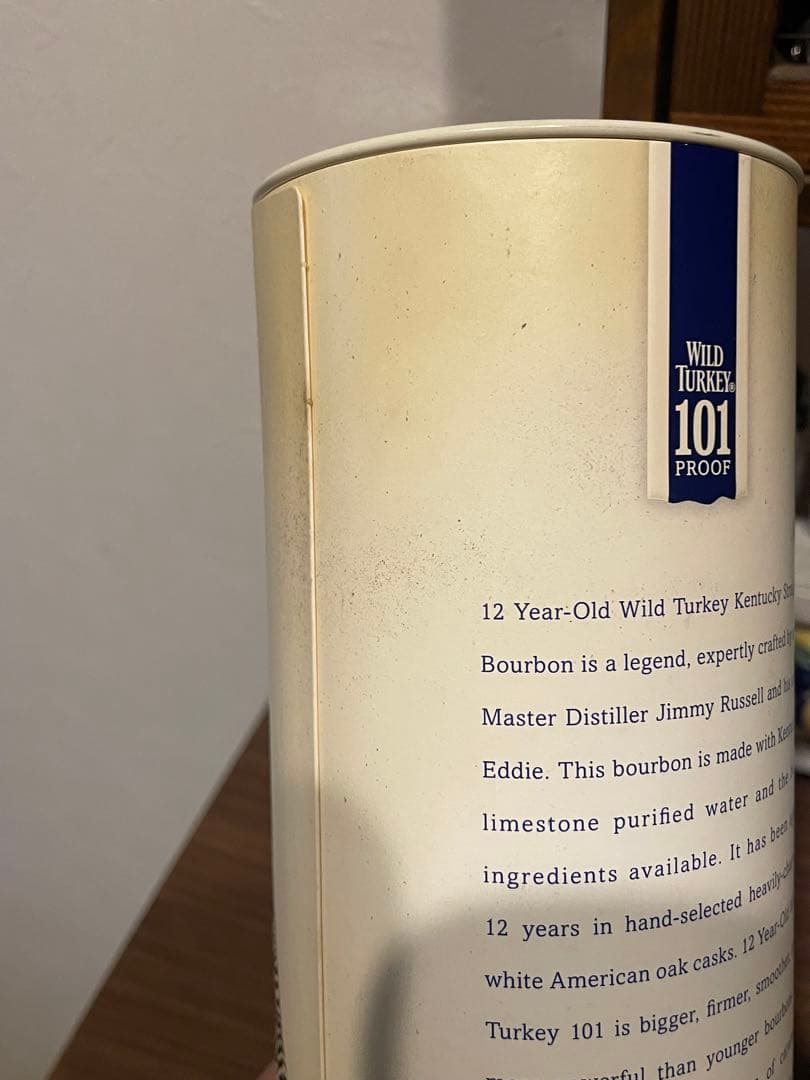 WILD
TURKEY®
101
PROOF
12 Year-Old Wild Turkey Kentucky
Bourbon is a legend, expertly crafted
Master Distiller Jimmy Russell and his
Eddie. This bourbon is made with
limestone purified water and the
ingredients available. It has been
12 years in hand-selected
white American oak casks. 12
Turkey 101 is bigger, firmer, smoother,
than younger
of